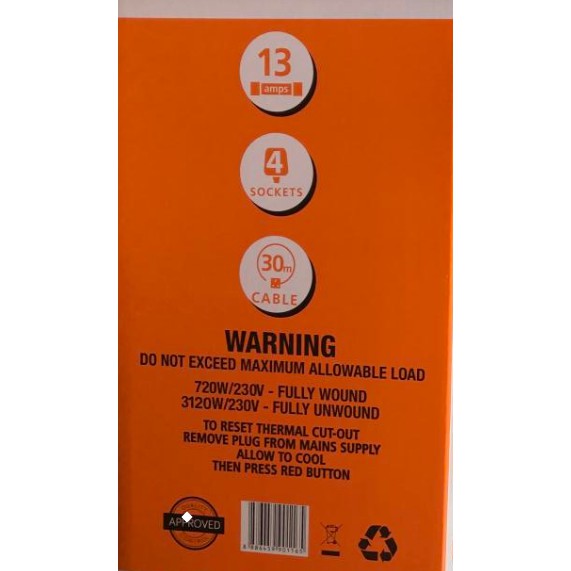 13
amps
4
SOCKETS
30m
CABLE
WARNING
DO NOT EXCEED MAXIMUM ALLOWABLE LOAD
720W/230V - FULLY WOUND
3120W/230V - FULLY UNWOUND
TO RESET THERMAL CUT-OUT
REMOVE PLUG FROM MAINS SUPPLY
ALLOW TO COOL
THEN PRESS RED BUTTON
APPROVED